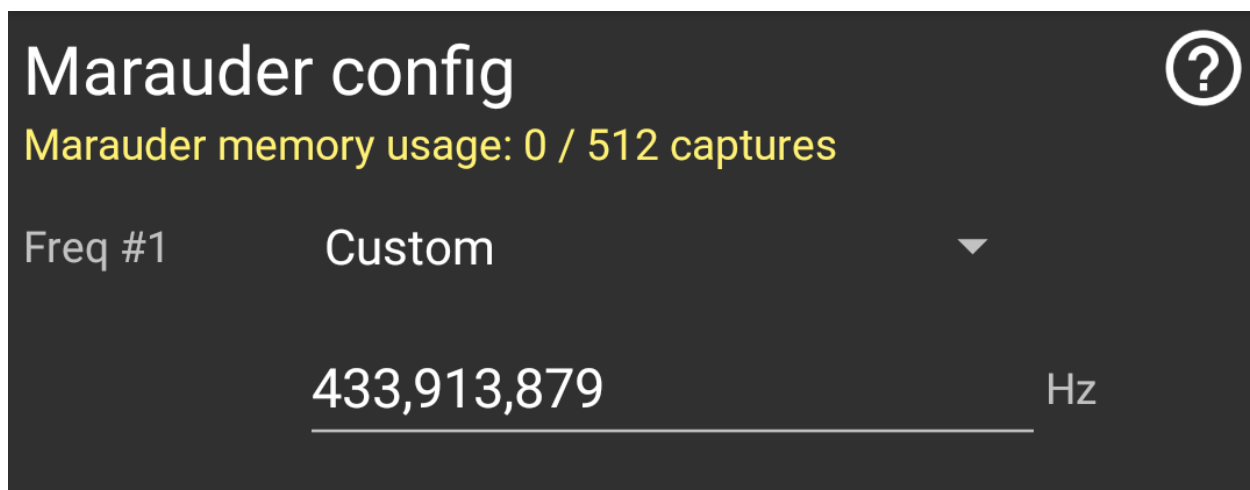 Marauder config
Marauder memory usage: 0 / 512 captures
Freq #1 Custom
433,913,879 Hz